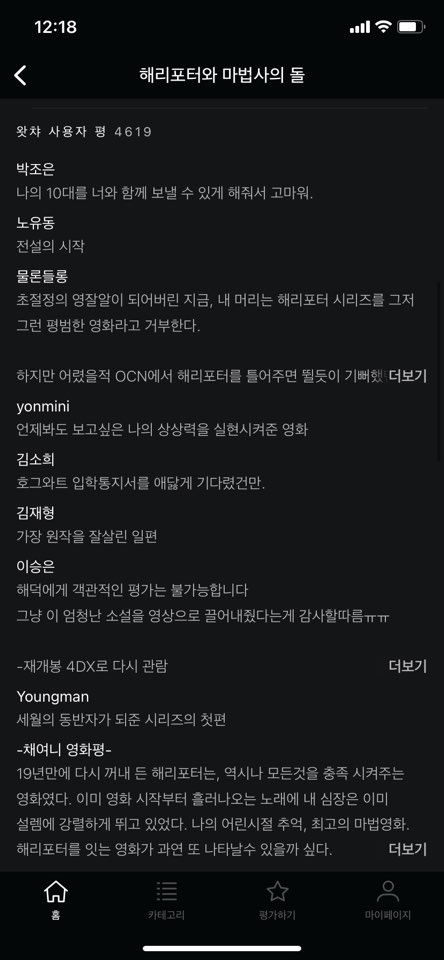 12:18
해리포터와 마법사의 돌
왓챠 사용자 평 4619
박조은
나의 10대를 너와 함께 보낼 수 있게 해줘서 고마워.
노유동
전설의 시작
물론들롱
초절정의 영잘알이 되어버린 지금, 내 머리는 해리포터 시리즈를 그저
그런 평범한 영화라고 거부한다.
하지만 어렸을적 OCN에서 해리포터를 틀어주면 뛸듯이 기뻐했 더보기
yonmini
언제봐도 보고싶은 나의 상상력을 실현시켜준 영화
김소희
호그와트 입학통지서를 애닳게 기다렸건만.
김재형
가장 원작을 잘살린 일편
이승은
해덕에게 객관적인 평가는 불가능합니다
그냥 이 엄청난 소설을 영상으로 끌어내줬다는게 감사할따름ㅠㅠ
-재개봉 4DX로 다시 관람 더보기
Youngman
세월의 동반자가 되준 시리즈의 첫편
-채여니 영화평-
19년만에 다시 꺼내 든 해리포터는, 역시나 모든것을 충족 시켜주는
영화였다. 이미 영화 시작부터 흘러나오는 노래에 내 심장은 이미
설렘에 강렬하게 뛰고 있었다. 나의 어린시절 추억, 최고의 마법영화.
해리포터를 잇는 영화가 과연 또 나타날수 있을까 싶다. 더보기
홈 카테고리 평가하기 마이페이지